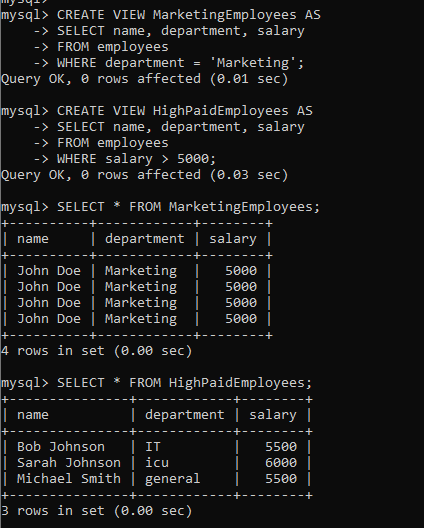 mysql>
mysql> CREATE VIEW MarketingEmployees AS
    -> SELECT name, department, salary
    -> FROM employees
    -> WHERE department = 'Marketing';
Query OK, 0 rows affected (0.01 sec)

mysql> CREATE VIEW HighPaidEmployees AS
    -> SELECT name, department, salary
    -> FROM employees
    -> WHERE salary > 5000;
Query OK, 0 rows affected (0.03 sec)

mysql> SELECT * FROM MarketingEmployees;
+----------+------------+--------+
| name     | department | salary |
+----------+------------+--------+
| John Doe | Marketing  |   5000 |
| John Doe | Marketing  |   5000 |
| John Doe | Marketing  |   5000 |
| John Doe | Marketing  |   5000 |
+----------+------------+--------+
4 rows in set (0.00 sec)

mysql> SELECT * FROM HighPaidEmployees;
+---------------+------------+--------+
| name          | department | salary |
+---------------+------------+--------+
| Bob Johnson   | IT         |   5500 |
| Sarah Johnson | icu        |   6000 |
| Michael Smith | general    |   5500 |
+---------------+------------+--------+
3 rows in set (0.00 sec)